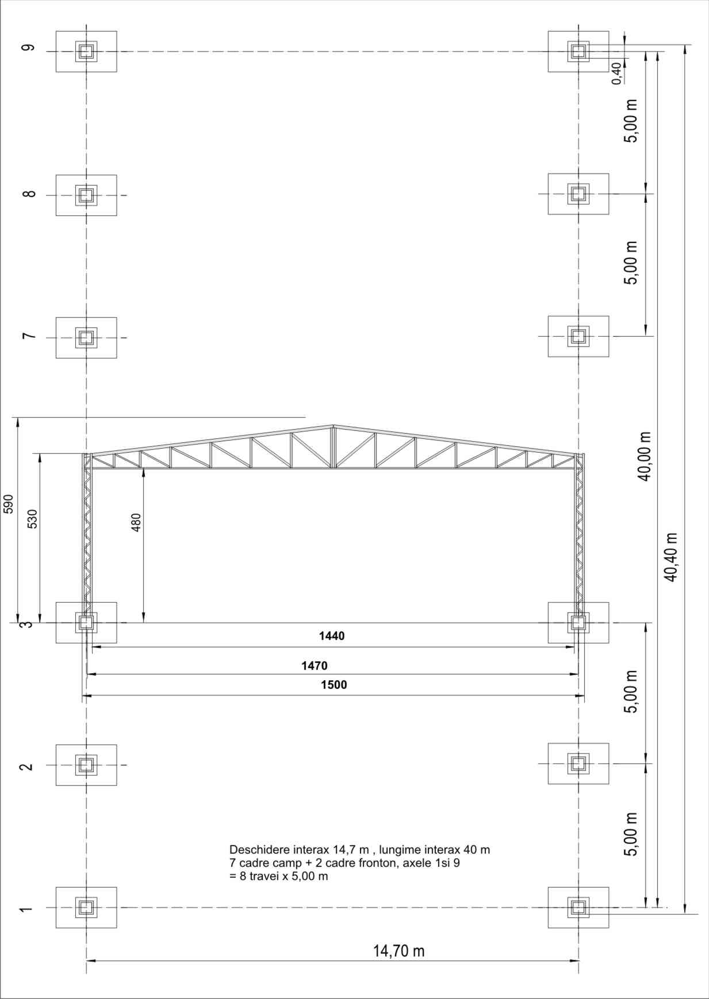 9
0,40
5,00 m
8
5,00 m
7
40,00 m
590
530
480
40,40 m
3
1440
1470
1500
5,00 m
2
5,00 m
Deschidere interax 14,7 m , lungime interax 40 m
7 cadre camp + 2 cadre fronton, axele 1si 9
= 8 travei x 5,00 m
1
14,70 m